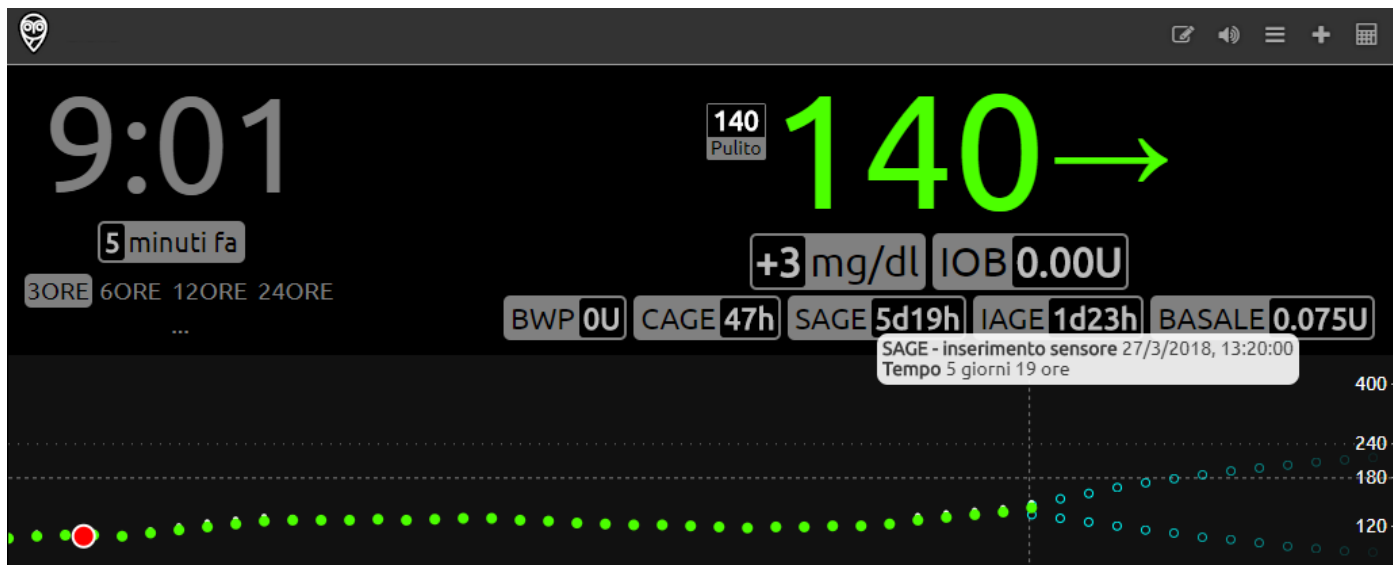 9:01
5 minuti fa
3ORE 6ORE 12ORE 24ORE
...
140
Pulito
140→
+3 mg/dl IOB 0.00U
BWP 0U CAGE 47h SAGE 5d19h IAGE 1d23h BASALE 0.075U
SAGE - inserimento sensore 27/3/2018, 13:20:00
Tempo 5 giorni 19 ore
400
240
180
120